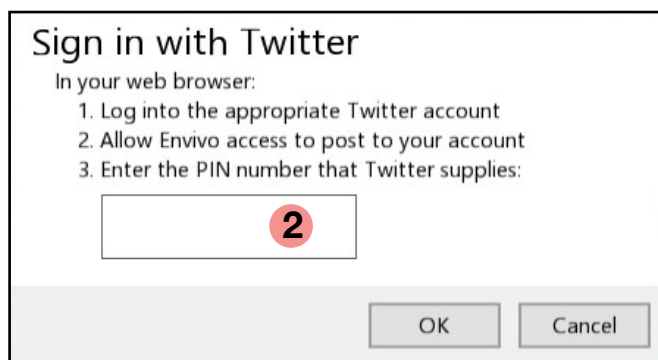 Sign in with Twitter
In your web browser:
1. Log into the appropriate Twitter account
2. Allow Envivo access to post to your account
3. Enter the PIN number that Twitter supplies:
2
OK Cancel